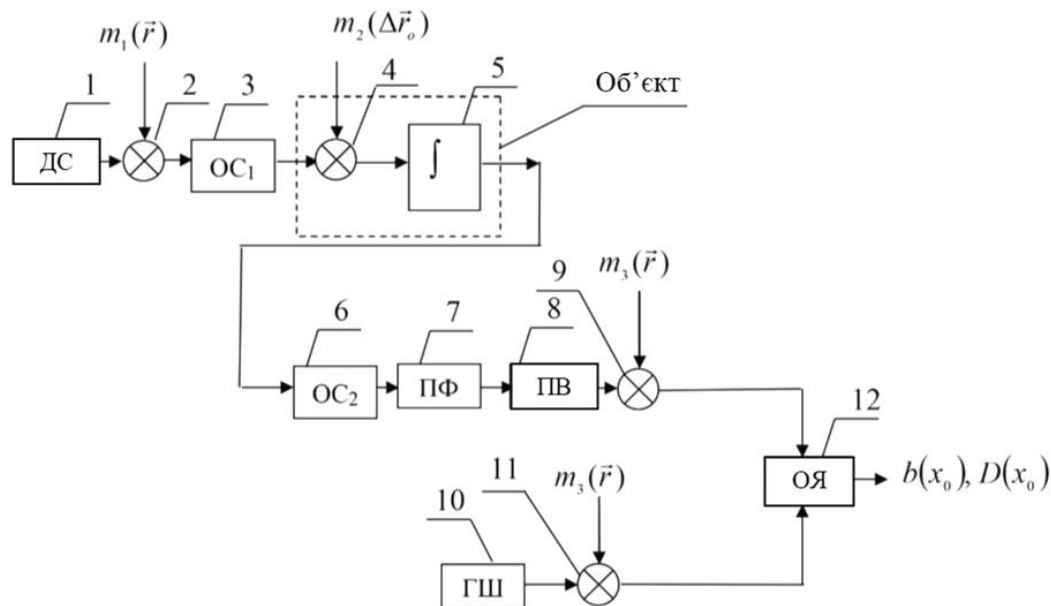 m₁(r⃗)
m₂(Δr⃗ₒ)
1
2
3
4
5
Об’єкт
ДС
ОС₁
∫
m₃(r⃗)
9
6
7
8
ОС₂
ПФ
ПВ
12
ОЯ
b(x₀), D(x₀)
m₃(r⃗)
11
10
ГШ